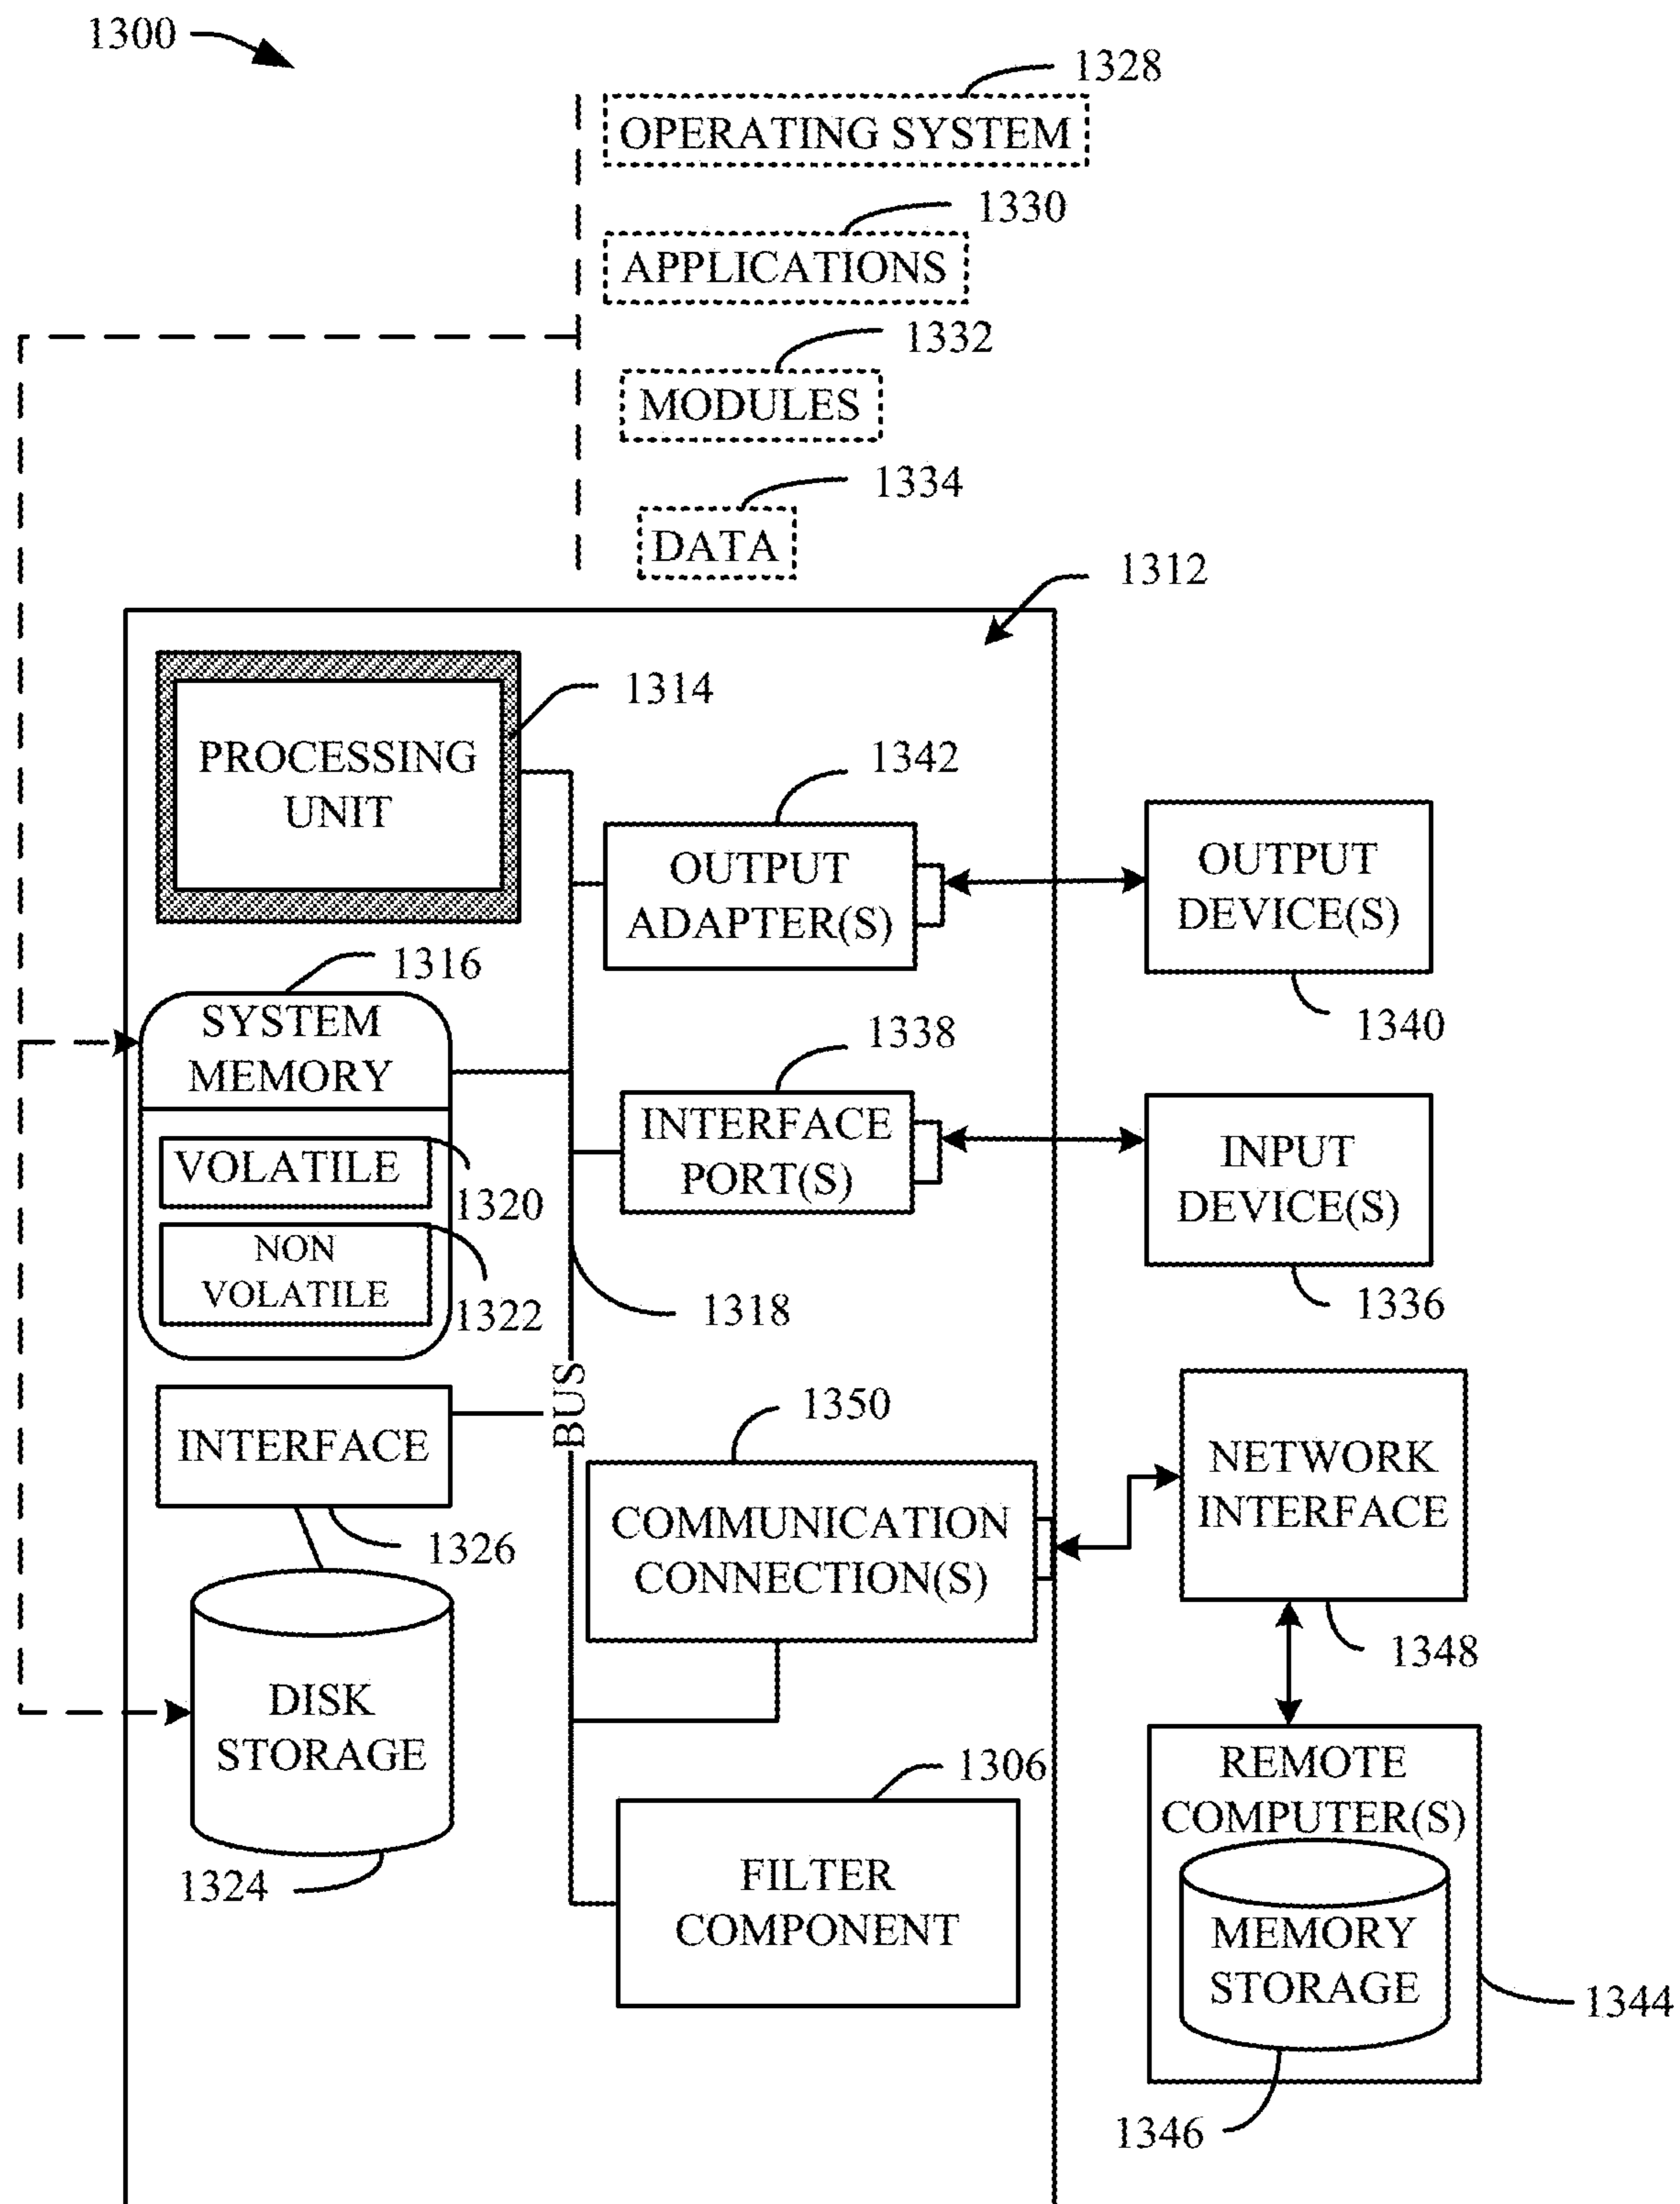 1300
1328
OPERATING SYSTEM
1330
APPLICATIONS
1332
MODULES
1334
DATA
1312
PROCESSING
UNIT
1314
1342
OUTPUT
ADAPTER(S)
OUTPUT
DEVICE(S)
1340
1316
SYSTEM
MEMORY
VOLATILE
1320
NON
VOLATILE
1322
1338
INTERFACE
PORT(S)
INPUT
DEVICE(S)
1336
1318
BUS
INTERFACE
1326
1350
COMMUNICATION
CONNECTION(S)
NETWORK
INTERFACE
1348
DISK
STORAGE
1324
1306
FILTER
COMPONENT
REMOTE
COMPUTER(S)
MEMORY
STORAGE
1344
1346